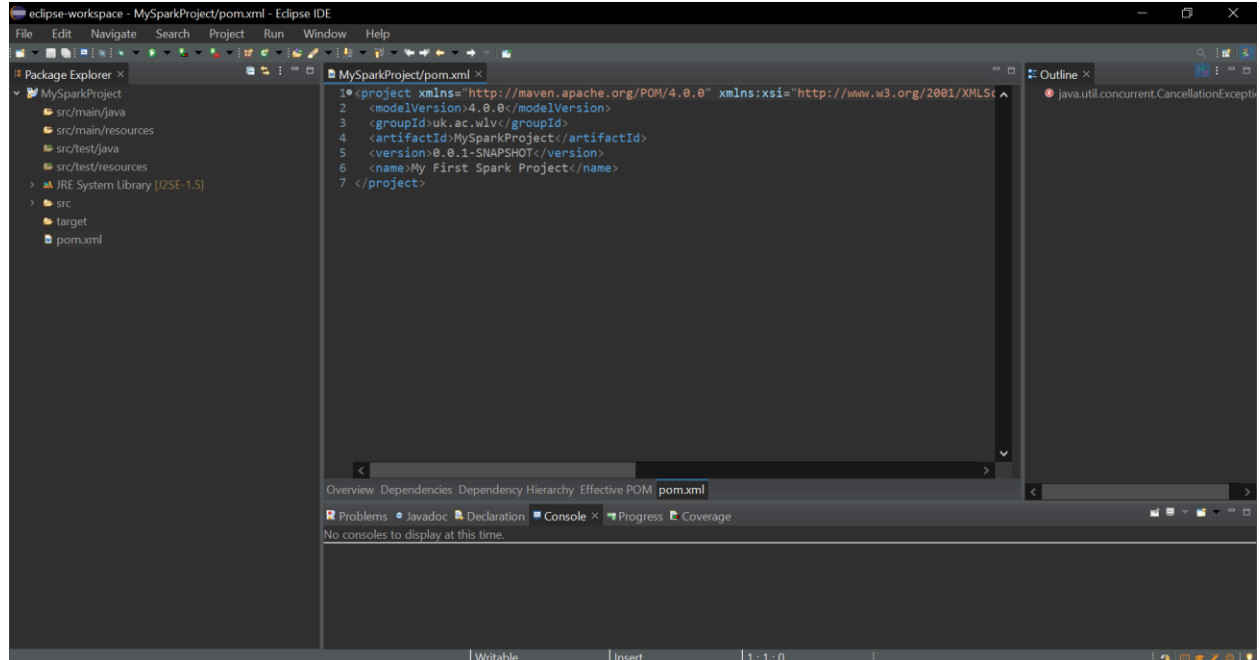 eclipse-workspace - MySparkProject/pom.xml - Eclipse IDE
File Edit Navigate Search Project Run Window Help
Package Explorer ×
MySparkProject
src/main/java
src/main/resources
src/test/java
src/test/resources
JRE System Library [J2SE-1.5]
src
target
pom.xml
MySparkProject/pom.xml ×
1 <project xmlns="http://maven.apache.org/POM/4.0.0" xmlns:xsi="http://www.w3.org/2001/XMLSc
2 <modelVersion>4.0.0</modelVersion>
3 <groupId>uk.ac.wlv</groupId>
4 <artifactId>MySparkProject</artifactId>
5 <version>0.0.1-SNAPSHOT</version>
6 <name>My First Spark Project</name>
7 </project>
Overview Dependencies Dependency Hierarchy Effective POM pom.xml
Outline ×
java.util.concurrent.CancellationExcepti
Problems Javadoc Declaration Console × Progress Coverage
No consoles to display at this time.
Writable Insert 1 : 1 : 0